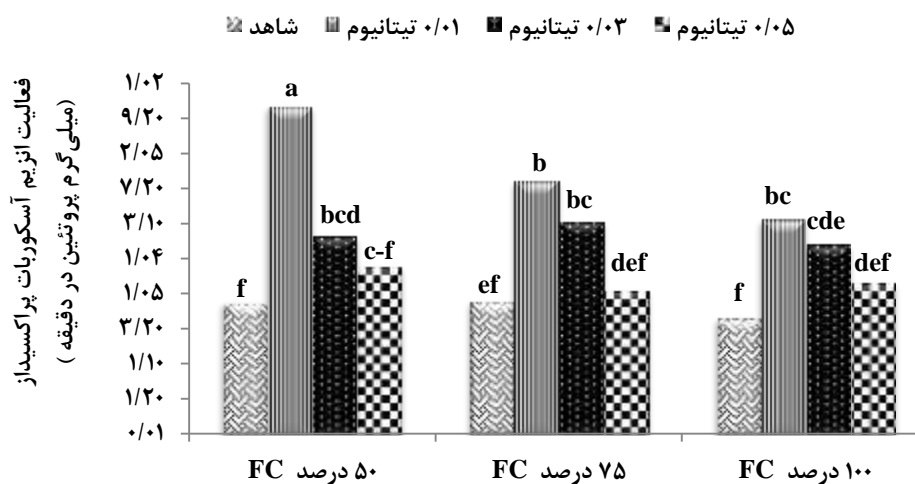 شاهد ۰/۰۱ تیتانیوم ۰/۰۳ تیتانیوم ۰/۰۵ تیتانیوم
فعالیت انزیم آسکوربات پراکسیداز
(میلی گرم پروتئین در دقیقه )
۱/۰۲
۹/۲۰
۲/۰۵
۷/۲۰
۳/۱۰
۱/۰۴
۱/۰۵
۳/۲۰
۱/۱۰
۱/۲۰
۰/۰۱
f a bcd c-f
ef b bc def
f bc cde def
۵۰ درصد FC
۷۵ درصد FC
۱۰۰ درصد FC